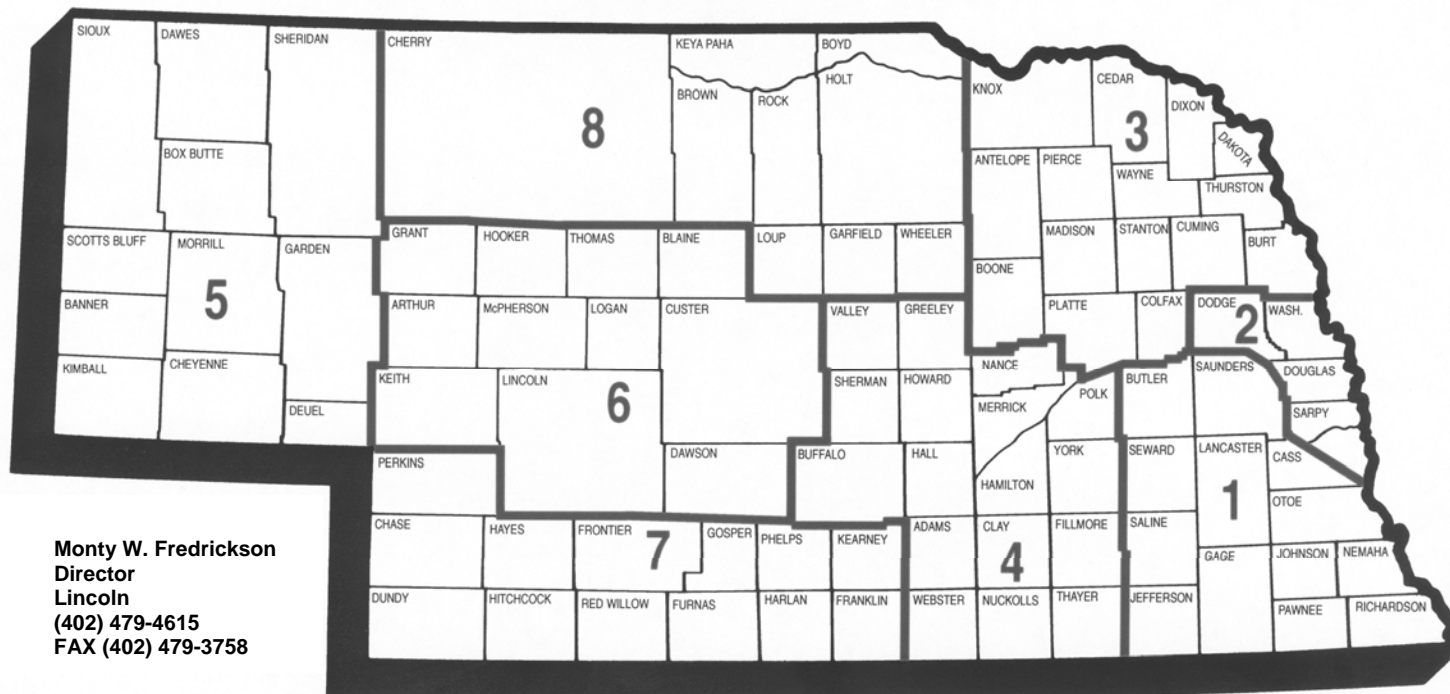 SIOUX
DAWES
SHERIDAN
CHERRY
KEYA PAHA
BOYD
HOLT
BROWN
ROCK
KNOX
CEDAR
DIXON
DAKOTA
8
3
BOX BUTTE
ANTELOPE
PIERCE
WAYNE
THURSTON
SCOTTS BLUFF
MORRILL
GARDEN
GRANT
HOOKER
THOMAS
BLAINE
LOUP
GARFIELD
WHEELER
MADISON
STANTON
CUMING
BURT
BOONE
BANNER
5
ARTHUR
McPHERSON
LOGAN
CUSTER
VALLEY
GREELEY
PLATTE
COLFAX
DODGE
2
WASH.
KIMBALL
CHEYENNE
DEUEL
KEITH
LINCOLN
6
SHERMAN
HOWARD
NANCE
MERRICK
POLK
BUTLER
SAUNDERS
DOUGLAS
SARPY
PERKINS
DAWSON
BUFFALO
HALL
HAMILTON
YORK
SEWARD
LANCASTER
CASS
1
OTOE
CHASE
HAYES
FRONTIER
7
GOSPER
PHELPS
KEARNEY
ADAMS
CLAY
4
FILLMORE
SALINE
GAGE
JOHNSON
NEMAHA
DUNDY
HITCHCOCK
RED WILLOW
FURNAS
HARLAN
FRANKLIN
WEBSTER
NUCKOLLS
THAYER
JEFFERSON
PAWNEE
RICHARDSON
Monty W. Fredrickson
Director
Lincoln
(402) 479-4615
FAX (402) 479-3758